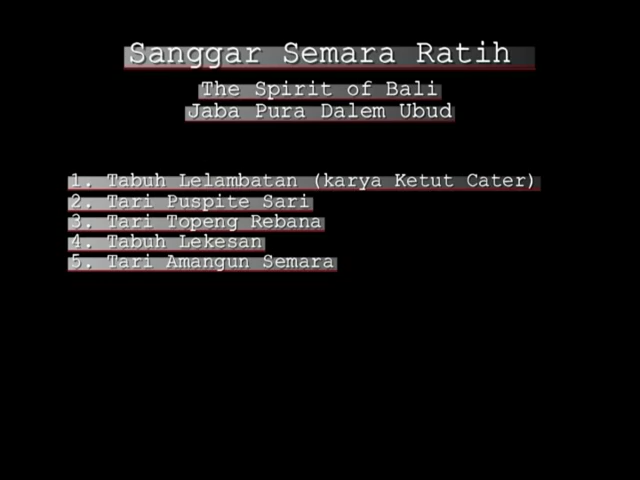 Sanggar Semara Ratih
The Spirit of Bali
Jaba Pura Dalem Ubud
1. Tabuh Lelambatan (karya Ketut Cater)
2. Tari Puspite Sari
3. Tari Topeng Rebana
4. Tabuh Lekesan
5. Tari Amangun Semara